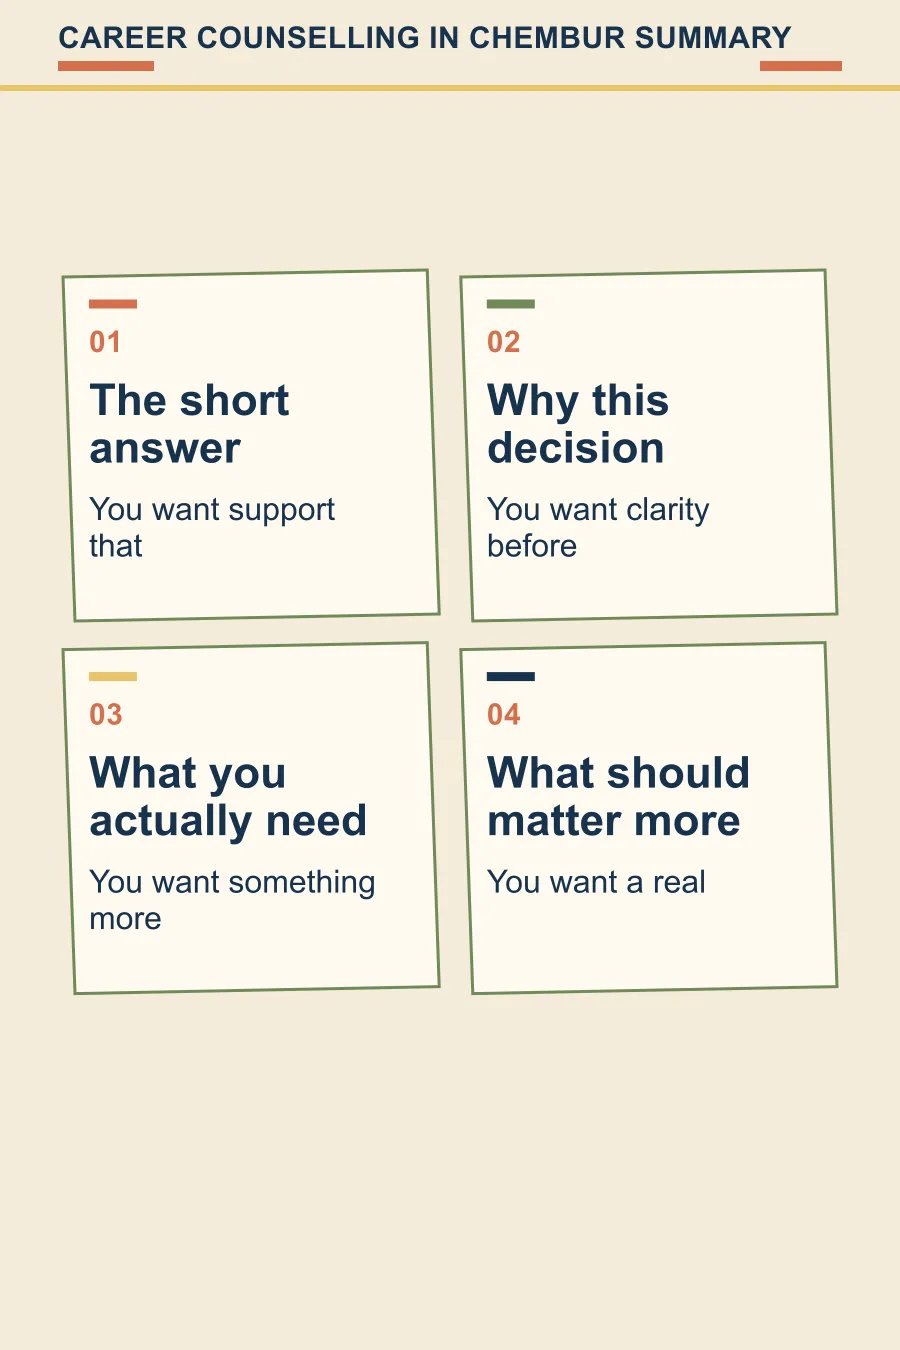 CAREER COUNSELLING IN CHEMBUR SUMMARY
01
The short
answer
You want support
that
02
Why this
decision
You want clarity
before
03
What you
actually need
You want something
more
04
What should
matter more
You want a real